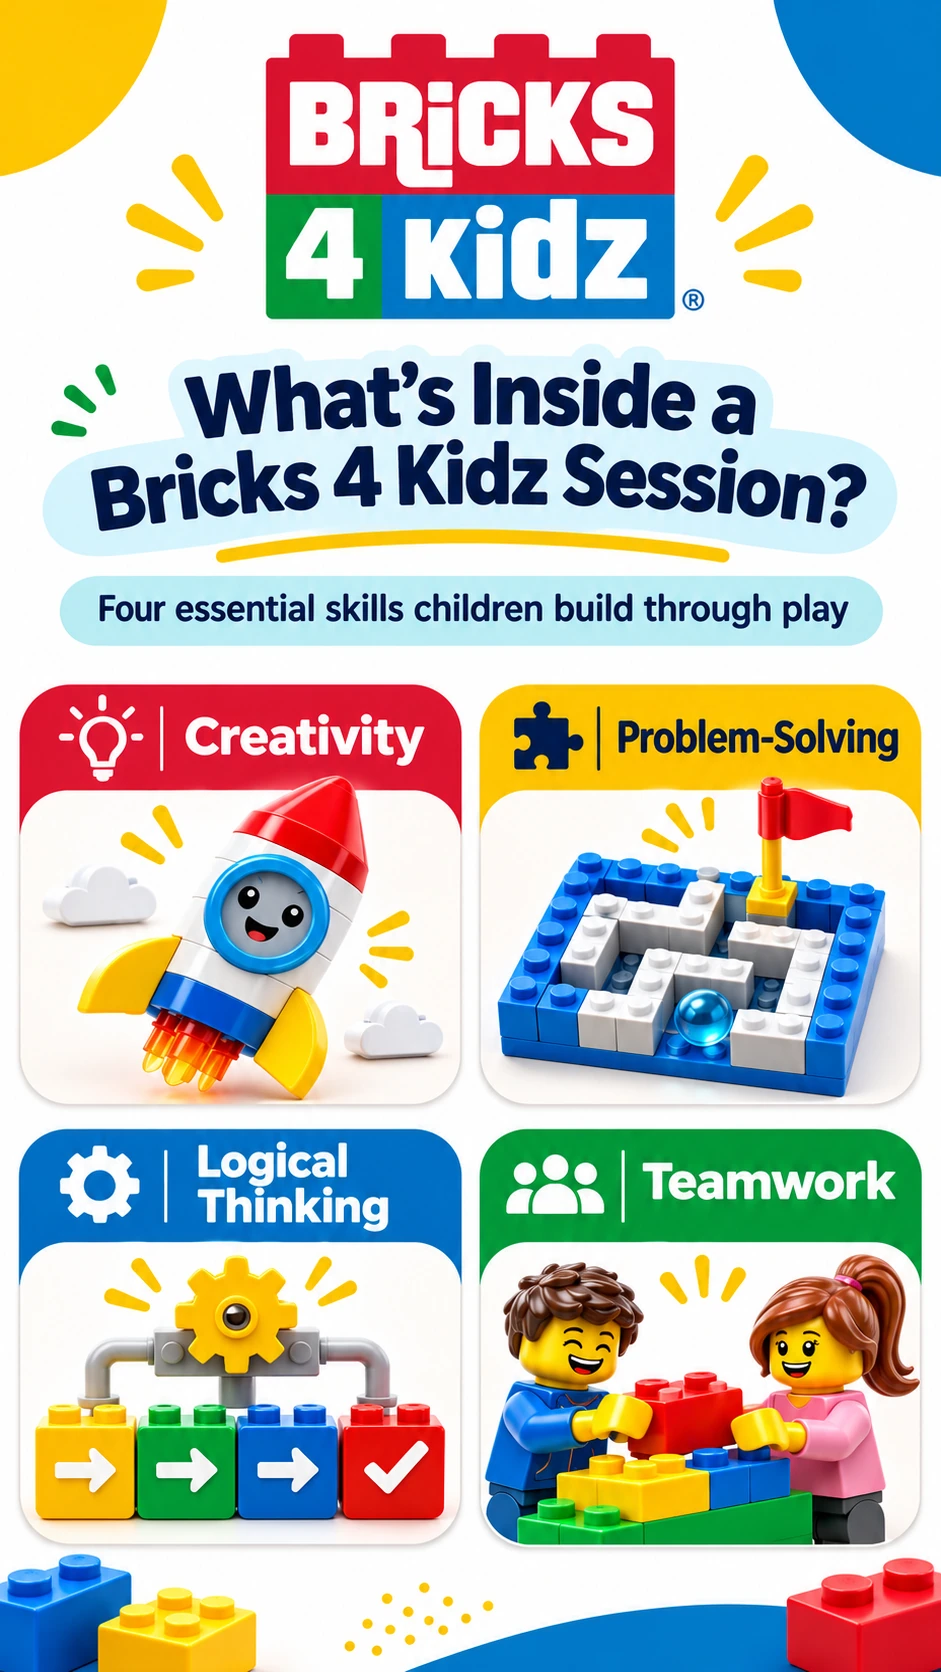 BRiCKS
4 Kidz
®
What's Inside a
Bricks 4 Kidz Session?
Four essential skills children build through play
Creativity
Problem-Solving
Logical
Thinking
Teamwork